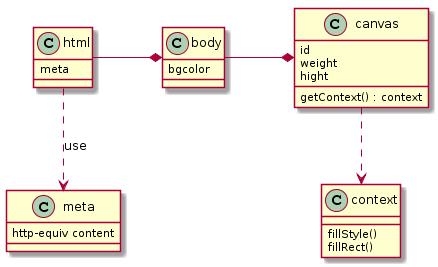 C html
meta
C body
bgcolor
C canvas
id
weight
hight
getContext() : context
use
C meta
http-equiv content
C context
fillStyle()
fillRect()